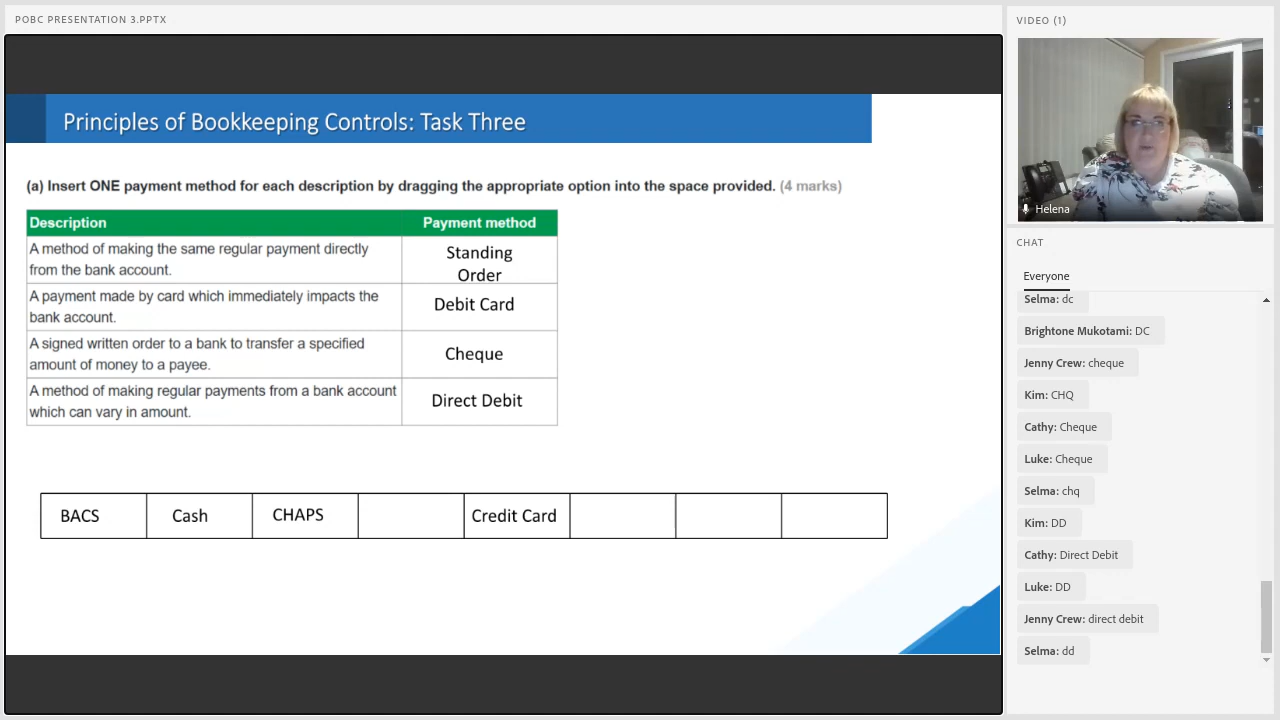 POBC PRESENTATION 3.PPTX
Principles of Bookkeeping Controls: Task Three
(a) Insert ONE payment method for each description by dragging the appropriate option into the space provided. (4 marks)
Description
Payment method
A method of making the same regular payment directly
from the bank account.
Standing
Order
A payment made by card which immediately impacts the
bank account.
Debit Card
A signed written order to a bank to transfer a specified
amount of money to a payee.
Cheque
A method of making regular payments from a bank account
which can vary in amount.
Direct Debit
BACS
Cash
CHAPS
Credit Card
VIDEO (1)
Helena
CHAT
Everyone
Selma: dc
Brightone Mukotami: DC
Jenny Crew: cheque
Kim: CHQ
Cathy: Cheque
Luke: Cheque
Selma: chq
Kim: DD
Cathy: Direct Debit
Luke: DD
Jenny Crew: direct debit
Selma: dd